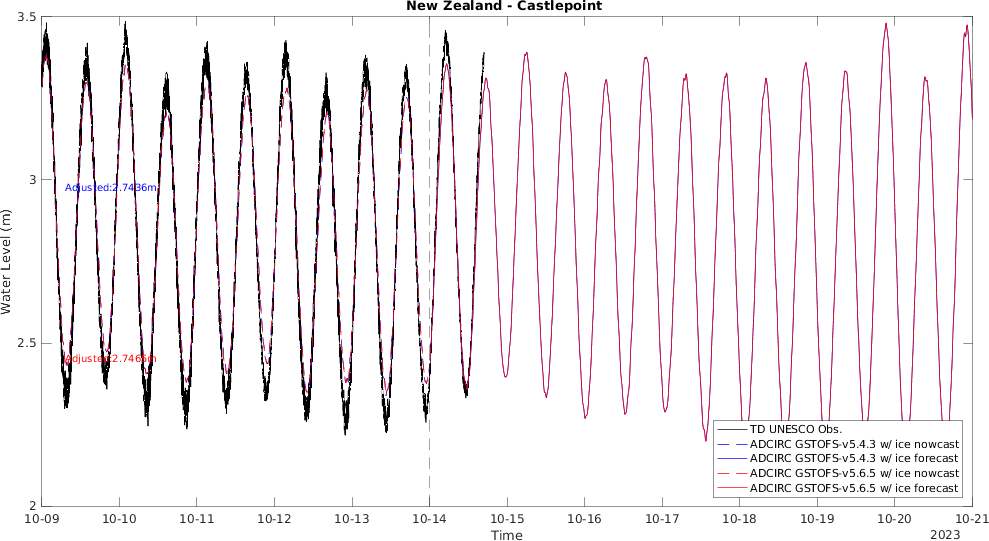 New Zealand - Castlepoint
3.5
3
2.5
2
Water Level (m)
Adjusted:2.7436m
Adjusted:2.7465m
TD UNESCO Obs.
ADCIRC GSTOFS-v5.4.3 w/ ice nowcast
ADCIRC GSTOFS-v5.4.3 w/ ice forecast
ADCIRC GSTOFS-v5.6.5 w/ ice nowcast
ADCIRC GSTOFS-v5.6.5 w/ ice forecast
10-09 10-10 10-11 10-12 10-13 10-14 10-15 10-16 10-17 10-18 10-19 10-20 10-21
Time
2023